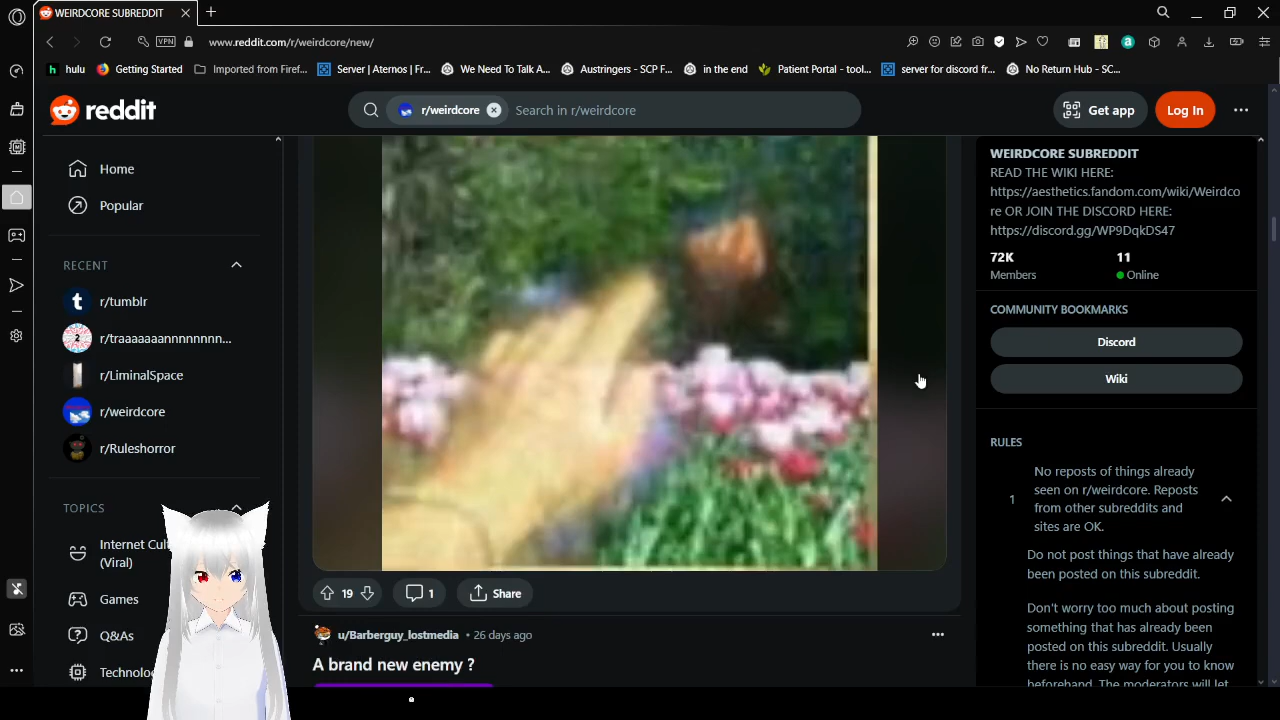 WEIRDCORE SUBREDDIT
VPN
www.reddit.com/r/weirdcore/new/
hulu
Getting Started
Imported from Firef...
Server | Aternos | Fr...
We Need To Talk A...
Austringers - SCP F...
in the end
Patient Portal - tool...
server for discord fr...
No Return Hub - SC...
reddit
r/weirdcore
Search in r/weirdcore
Get app
Log In
Home
Popular
RECENT
r/tumblr
r/traaaaaaannnnnnnn...
r/LiminalSpace
r/weirdcore
r/Ruleshorror
TOPICS
Internet Cul
(Viral)
Games
Q&As
Technolo
19
1
Share
u/Barberguy_lostmedia • 26 days ago
A brand new enemy ?
WEIRDCORE SUBREDDIT
READ THE WIKI HERE:
https://aesthetics.fandom.com/wiki/Weirdco
re OR JOIN THE DISCORD HERE:
https://discord.gg/WP9DqkDS47
72K
Members
11
Online
COMMUNITY BOOKMARKS
Discord
Wiki
RULES
1
No reposts of things already
seen on r/weirdcore. Reposts
from other subreddits and
sites are OK.
Do not post things that have already
been posted on this subreddit.
Don't worry too much about posting
something that has already been
posted on this subreddit. Usually
there is no easy way for you to know
beforehand. The moderators will let